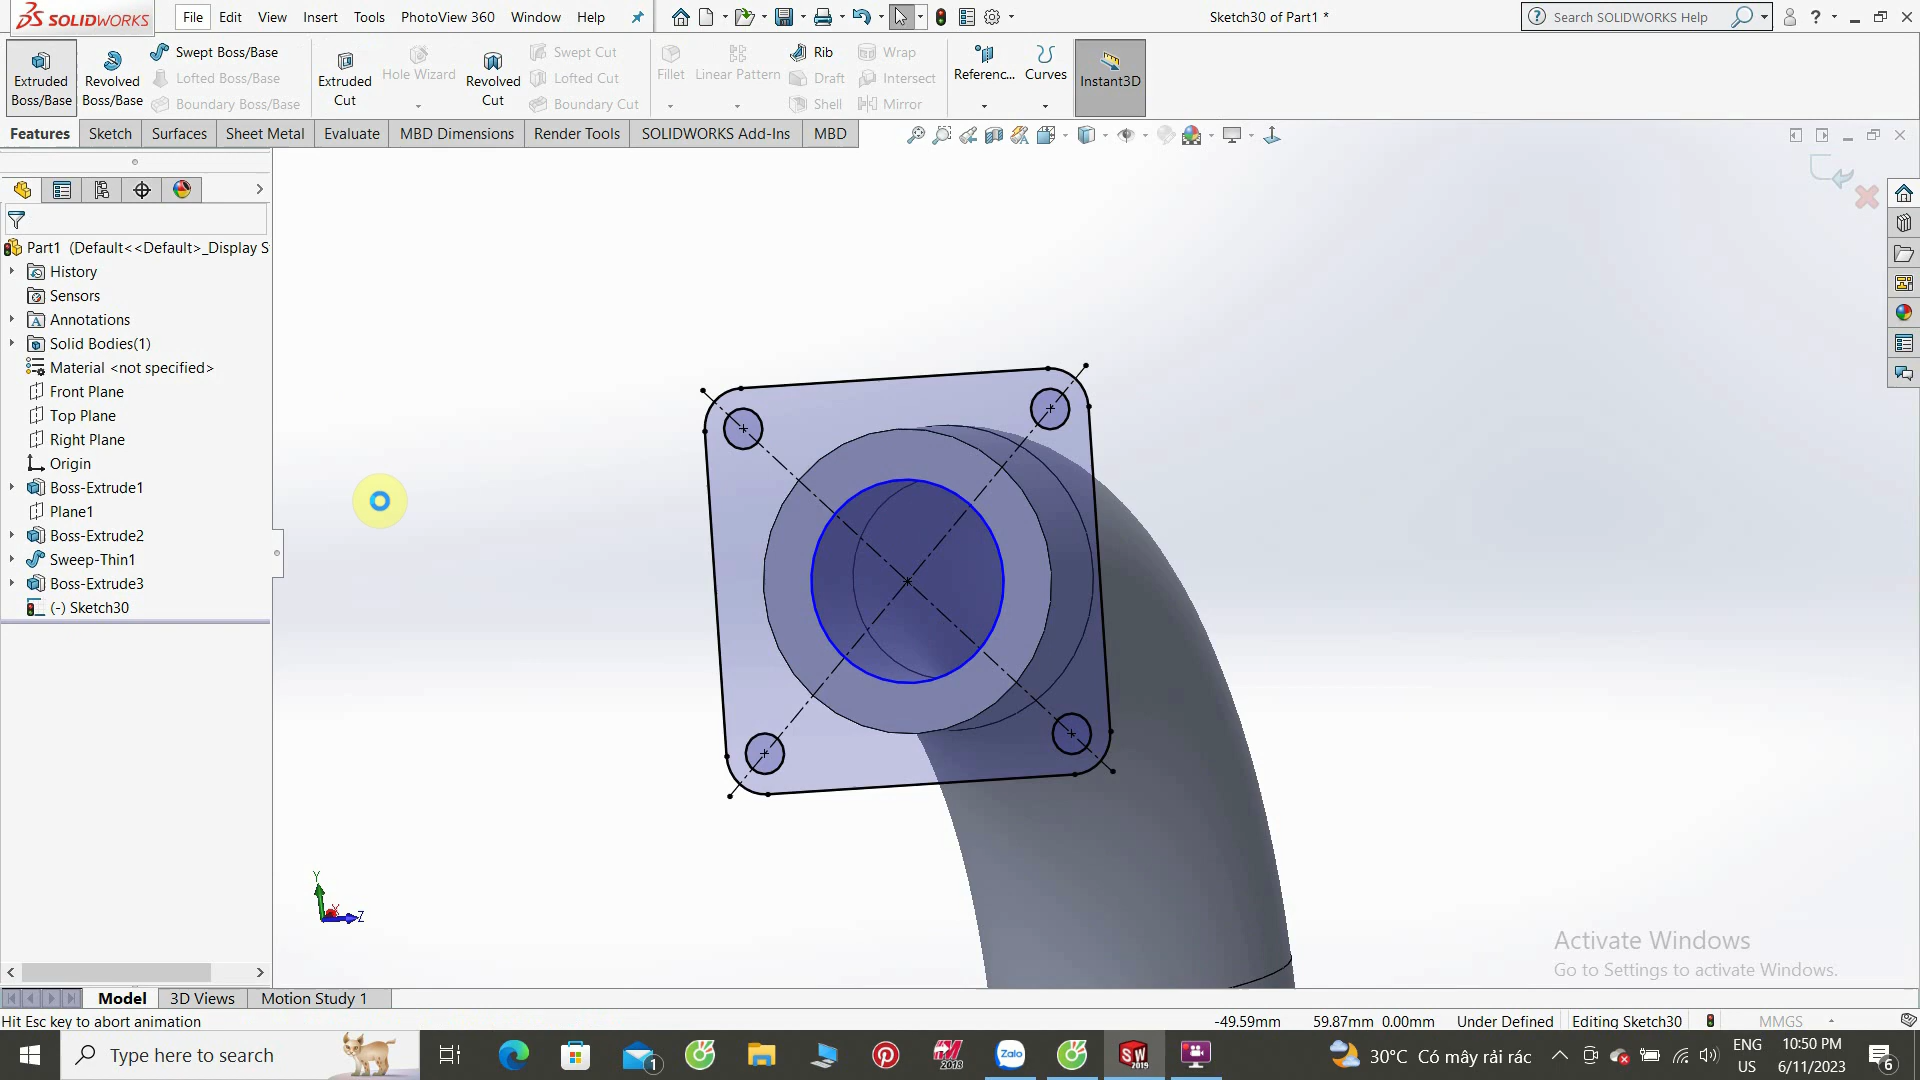 SOLIDWORKS
File Edit View Insert Tools PhotoView 360 Window Help
Sketch30 of Part1 *
Search SOLIDWORKS Help
Extruded Boss/Base
Revolved Boss/Base
Swept Boss/Base
Lofted Boss/Base
Boundary Boss/Base
Extruded Cut
Hole Wizard
Revolved Cut
Swept Cut
Lofted Cut
Boundary Cut
Fillet
Linear Pattern
Rib
Draft
Shell
Wrap
Intersect
Mirror
Referenc...
Curves
Instant3D
Features Sketch Surfaces Sheet Metal Evaluate MBD Dimensions Render Tools SOLIDWORKS Add-Ins MBD
Part1 (Default<<Default>_Display S
History
Sensors
Annotations
Solid Bodies(1)
Material <not specified>
Front Plane
Top Plane
Right Plane
Origin
Boss-Extrude1
Plane1
Boss-Extrude2
Sweep-Thin1
Boss-Extrude3
(-) Sketch30
Y
X
Z
Activate Windows
Go to Settings to activate Windows.
Model 3D Views Motion Study 1
Hit Esc key to abort animation
-49.59mm 59.87mm 0.00mm Under Defined Editing Sketch30 MMGS
Type here to search
1
2018
Zalo
SW 2019
30°C Có mây rải rác
ENG
US
10:50 PM
6/11/2023
6